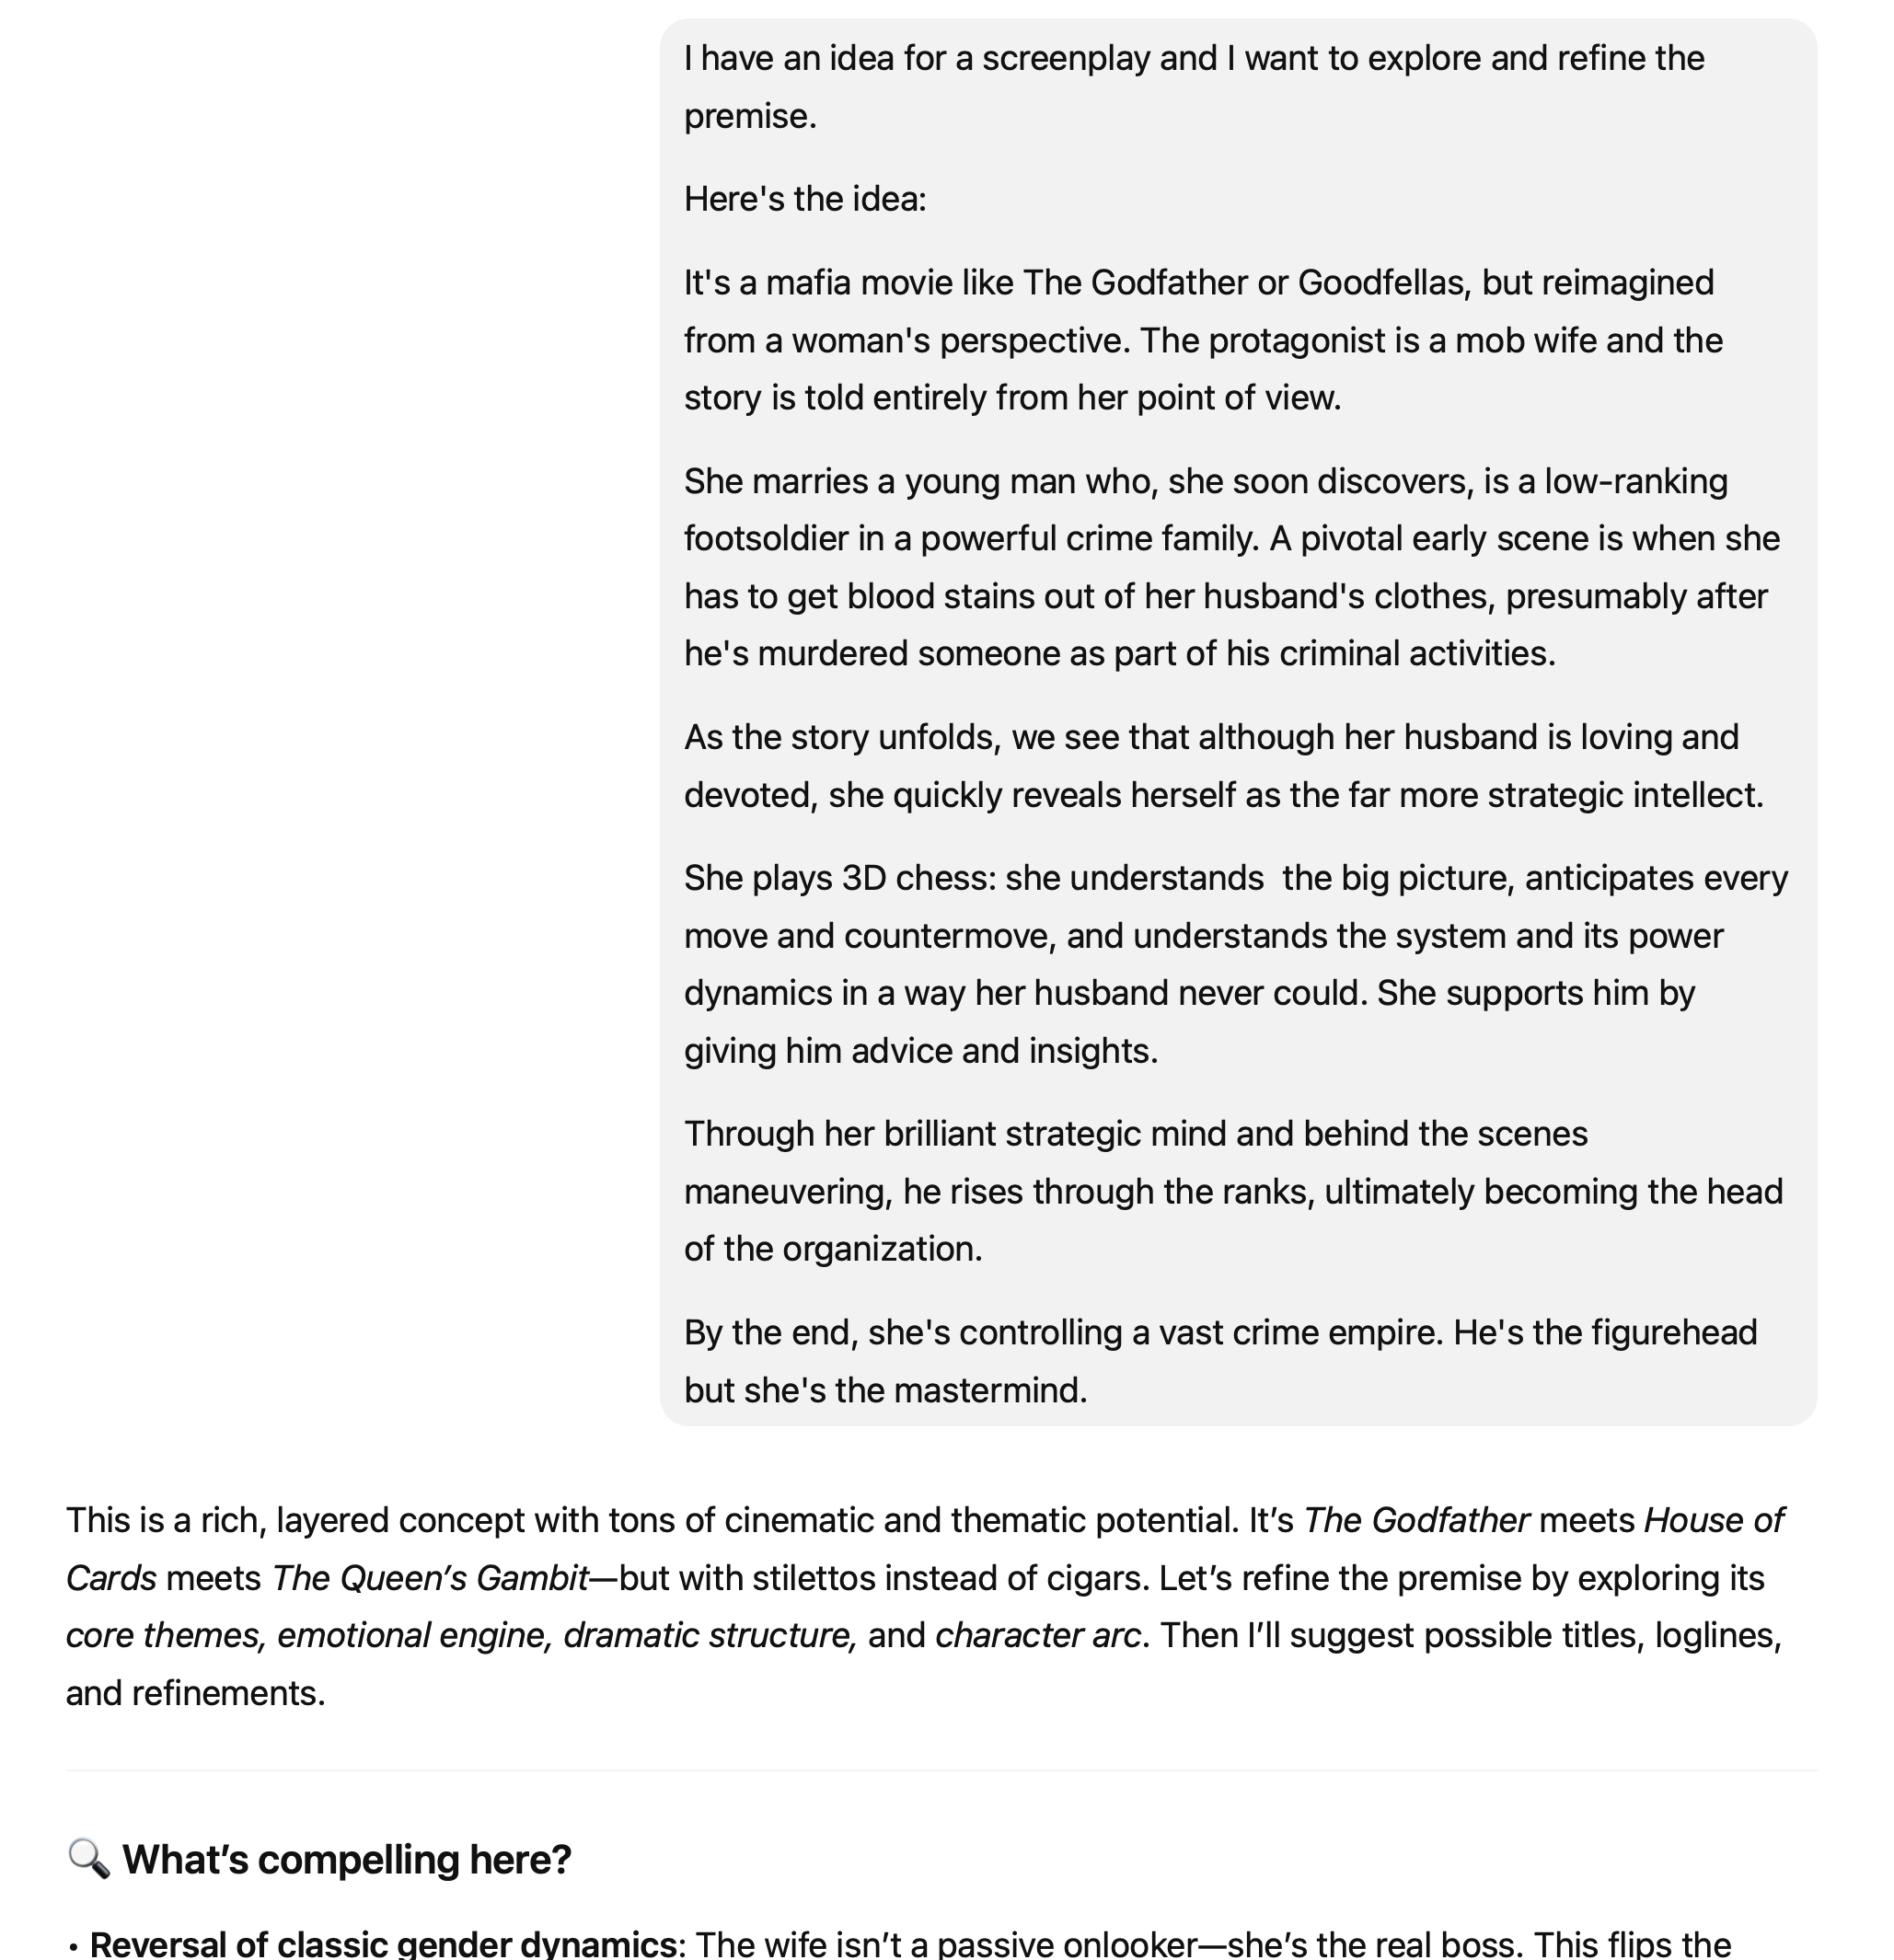 I have an idea for a screenplay and I want to explore and refine the
premise.
Here's the idea:
It's a mafia movie like The Godfather or Goodfellas, but reimagined
from a woman's perspective. The protagonist is a mob wife and the
story is told entirely from her point of view.
She marries a young man who, she soon discovers, is a low-ranking
footsoldier in a powerful crime family. A pivotal early scene is when she
has to get blood stains out of her husband's clothes, presumably after
he's murdered someone as part of his criminal activities.
As the story unfolds, we see that although her husband is loving and
devoted, she quickly reveals herself as the far more strategic intellect.
She plays 3D chess: she understands  the big picture, anticipates every
move and countermove, and understands the system and its power
dynamics in a way her husband never could. She supports him by
giving him advice and insights.
Through her brilliant strategic mind and behind the scenes
maneuvering, he rises through the ranks, ultimately becoming the head
of the organization.
By the end, she's controlling a vast crime empire. He's the figurehead
but she's the mastermind.
This is a rich, layered concept with tons of cinematic and thematic potential. It’s The Godfather meets House of
Cards meets The Queen’s Gambit—but with stilettos instead of cigars. Let’s refine the premise by exploring its
core themes, emotional engine, dramatic structure, and character arc. Then I’ll suggest possible titles, loglines,
and refinements.
🔍 What’s compelling here?
• Reversal of classic gender dynamics: The wife isn’t a passive onlooker—she’s the real boss. This flips the